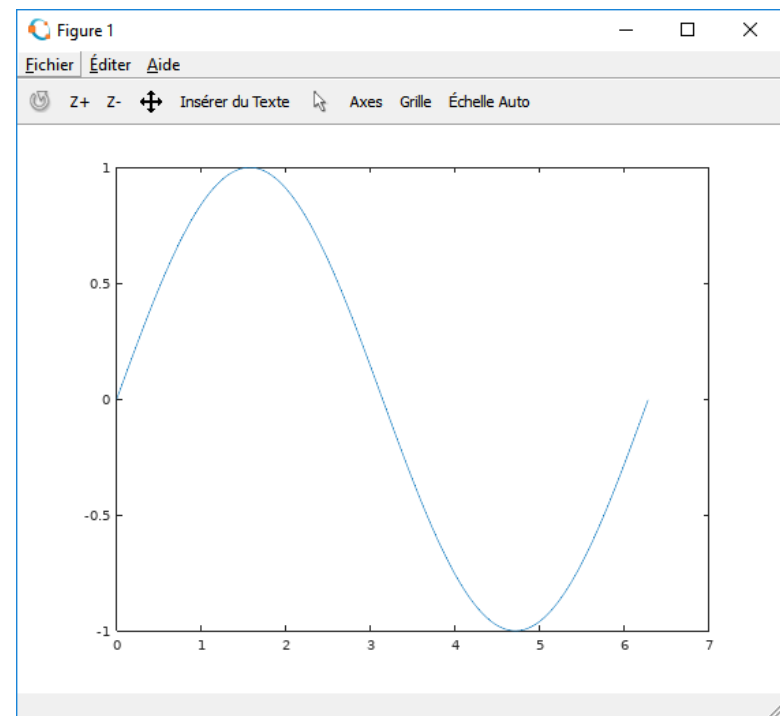 Figure 1
Fichier Éditer Aide
Z+ Z- Insérer du Texte Axes Grille Échelle Auto
1
0.5
0
-0.5
-1
0 1 2 3 4 5 6 7